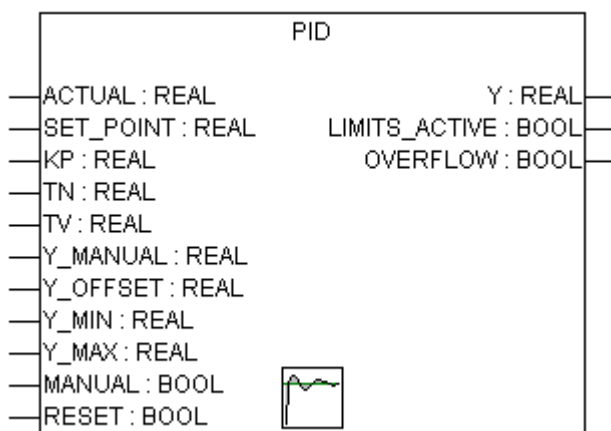 PID
ACTUAL : REAL Y : REAL
SET_POINT : REAL LIMITS_ACTIVE : BOOL
KP : REAL OVERFLOW : BOOL
TN : REAL
TV : REAL
Y_MANUAL : REAL
Y_OFFSET : REAL
Y_MIN : REAL
Y_MAX : REAL
MANUAL : BOOL
RESET : BOOL